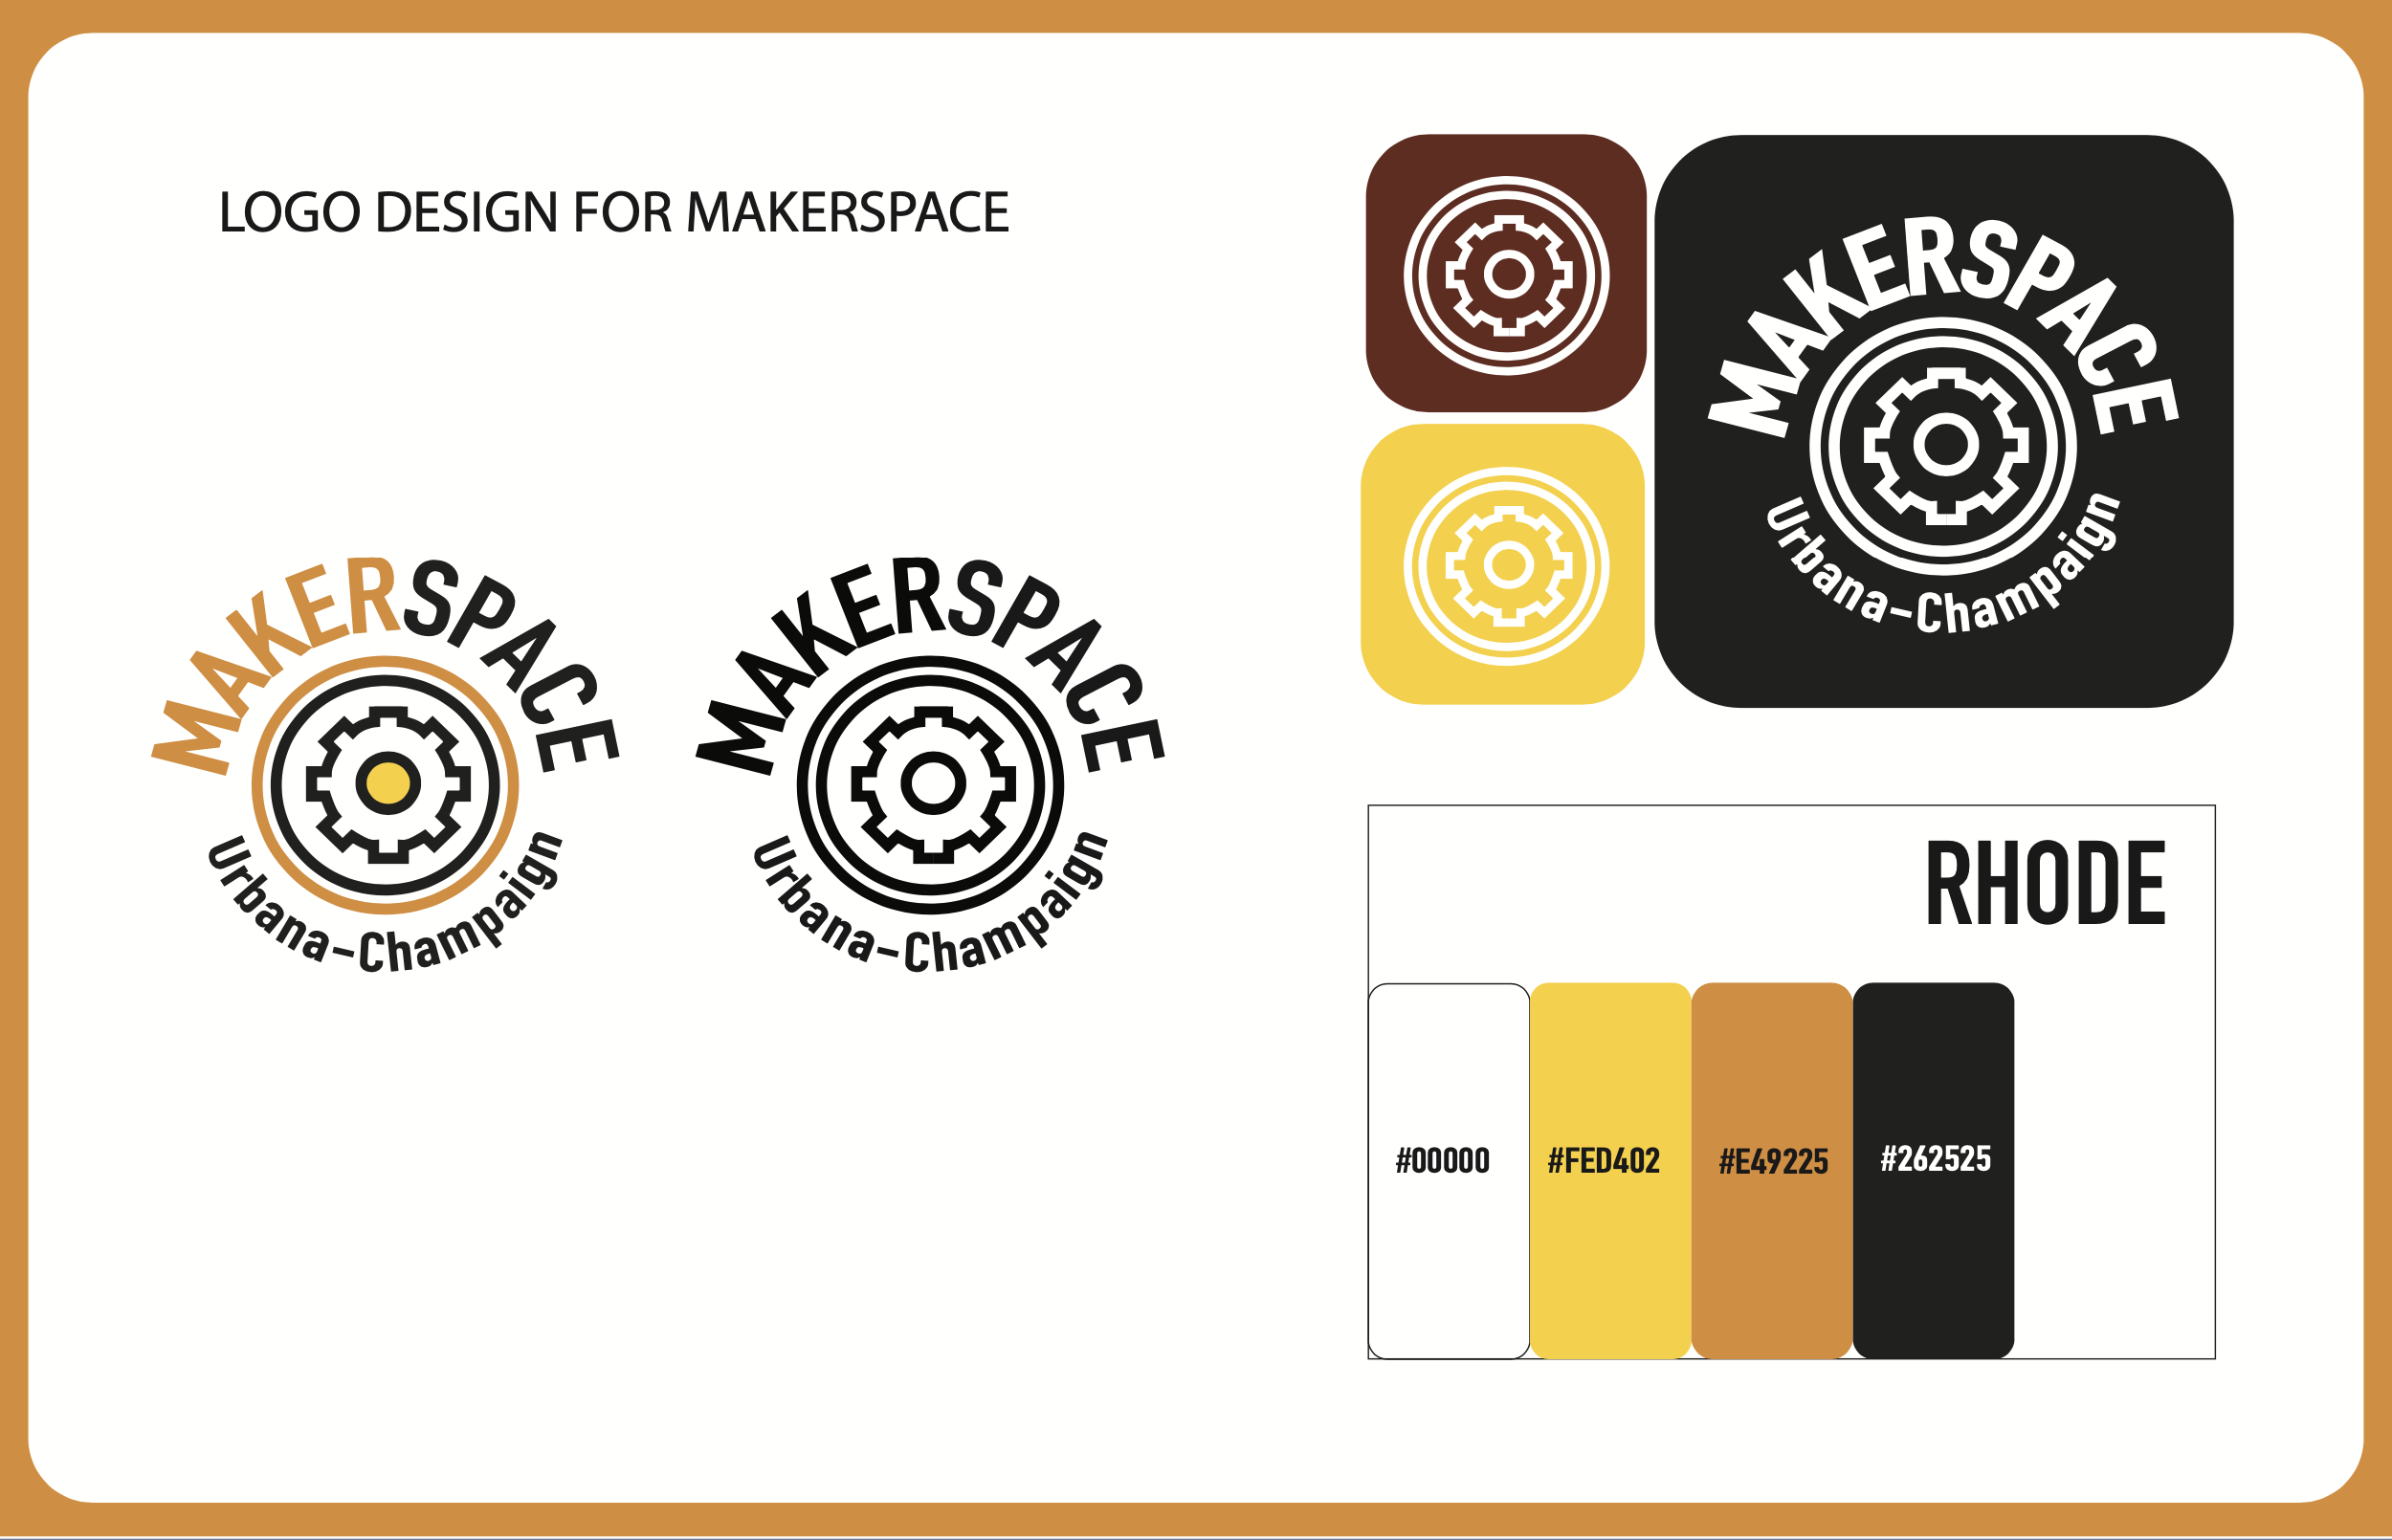 LOGO DESIGN FOR MAKERSPACE
MAKERSPACE
Urbana-Champaign
MAKERSPACE
Urbana-Champaign
MAKERSPACE
Urbana-Champaign
RHODE
#00000
#FED402
#E49225
#262525